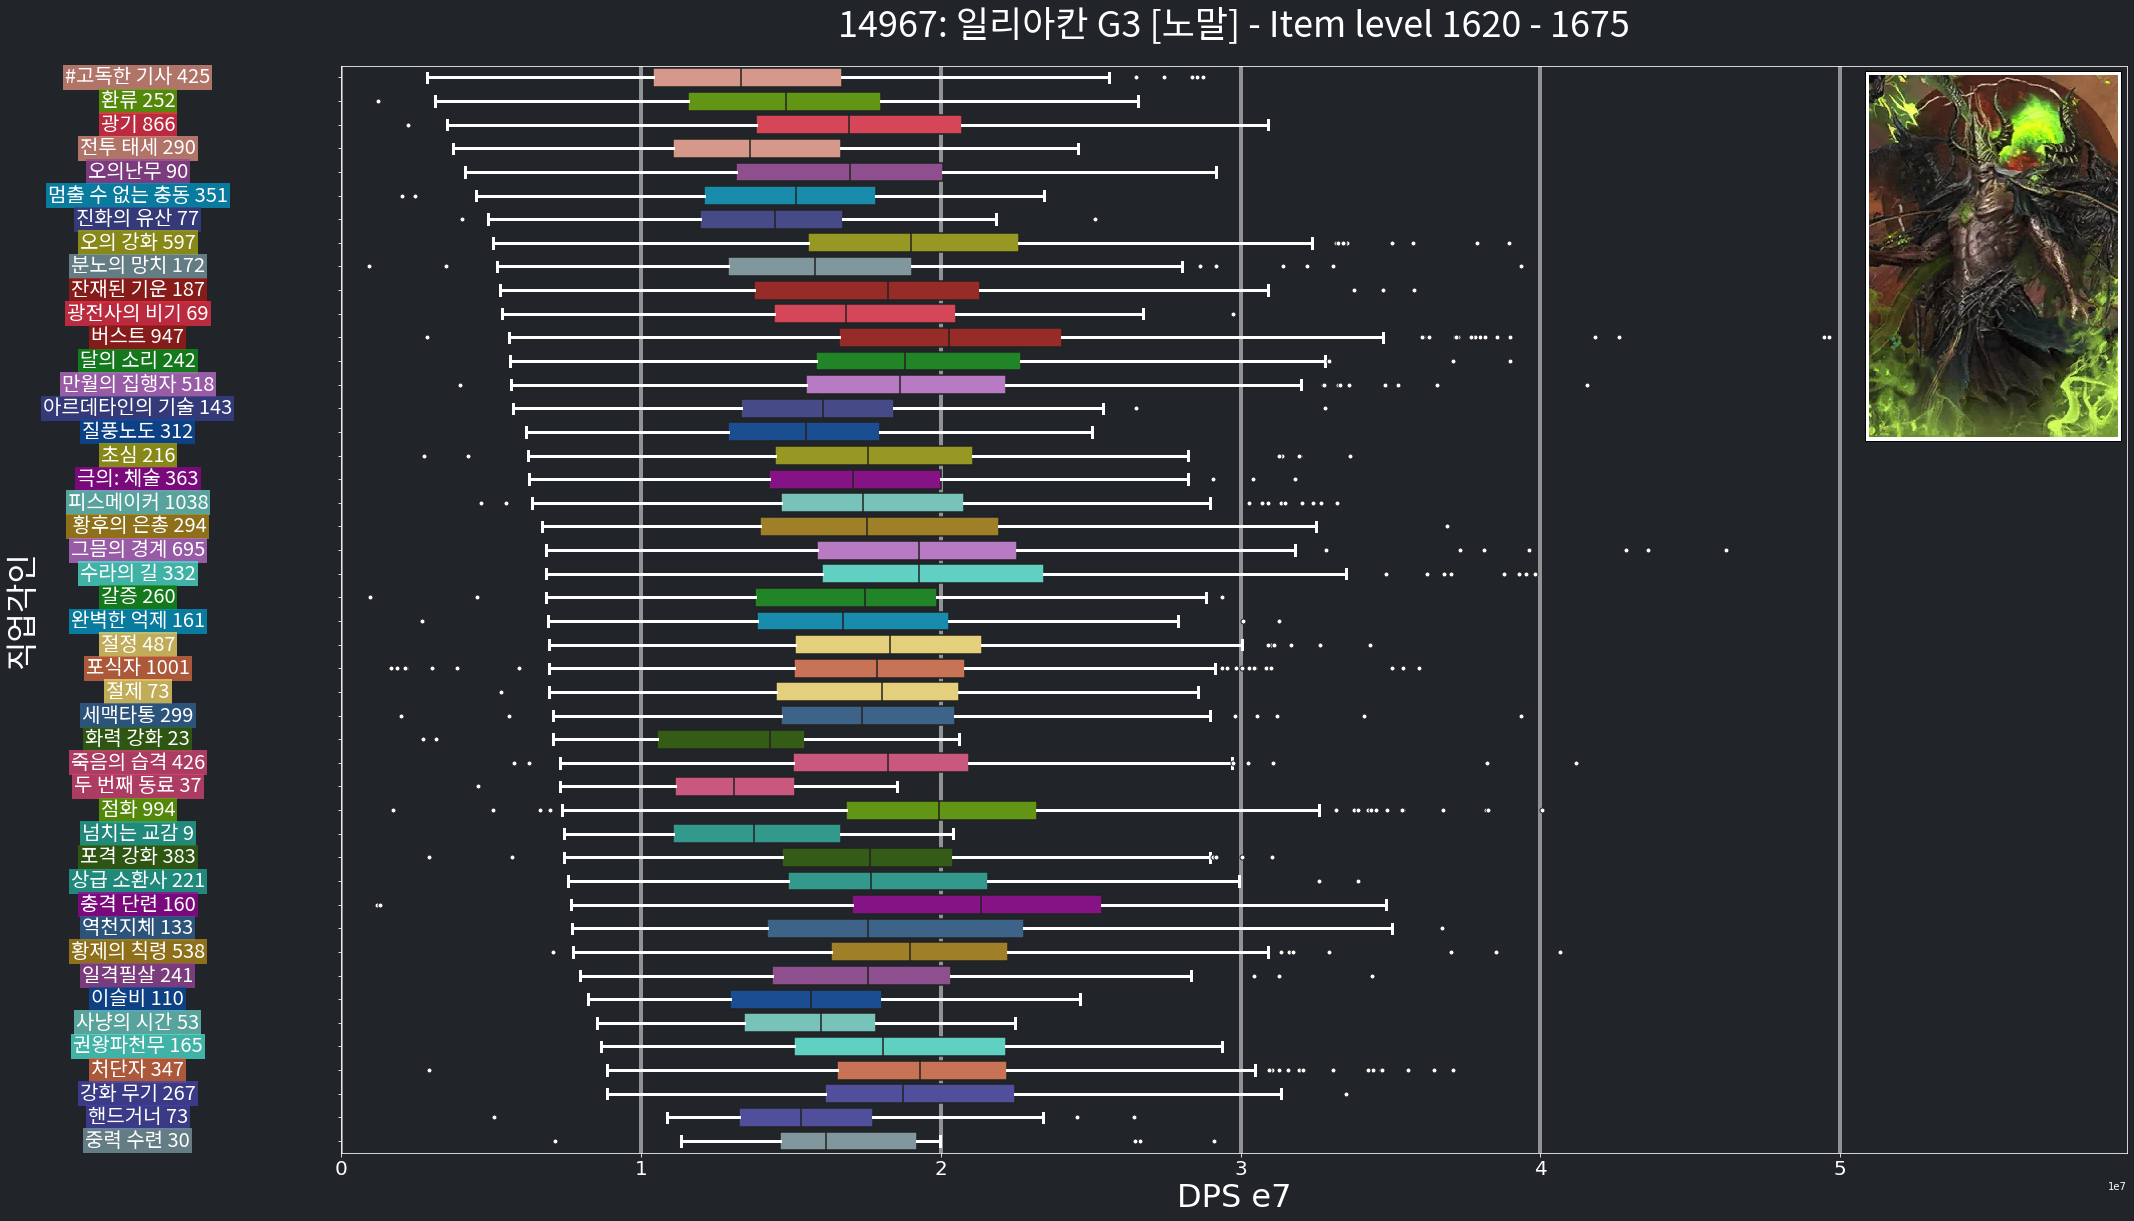 14967: 일리아칸 G3 [노말] - Item level 1620 - 1675
직업각인
#고독한 기사 425
환류 252
광기 866
전투 태세 290
오의난무 90
멈출 수 없는 충동 351
진화의 유산 77
오의 강화 597
분노의 망치 172
잔재된 기운 187
광전사의 비기 69
버스트 947
달의 소리 242
만월의 집행자 518
아르데타인의 기술 143
질풍노도 312
초심 216
극의: 체술 363
피스메이커 1038
황후의 은총 294
그믐의 경계 695
수라의 길 332
갈증 260
완벽한 억제 161
절정 487
포식자 1001
절제 73
세맥타통 299
화력 강화 23
죽음의 습격 426
두 번째 동료 37
점화 994
넘치는 교감 9
포격 강화 383
상급 소환사 221
충격 단련 160
역천지체 133
황제의 칙령 538
일격필살 241
이슬비 110
사냥의 시간 53
권왕파천무 165
처단자 347
강화 무기 267
핸드거너 73
중력 수련 30
0 1 2 3 4 5
DPS e7
1e7